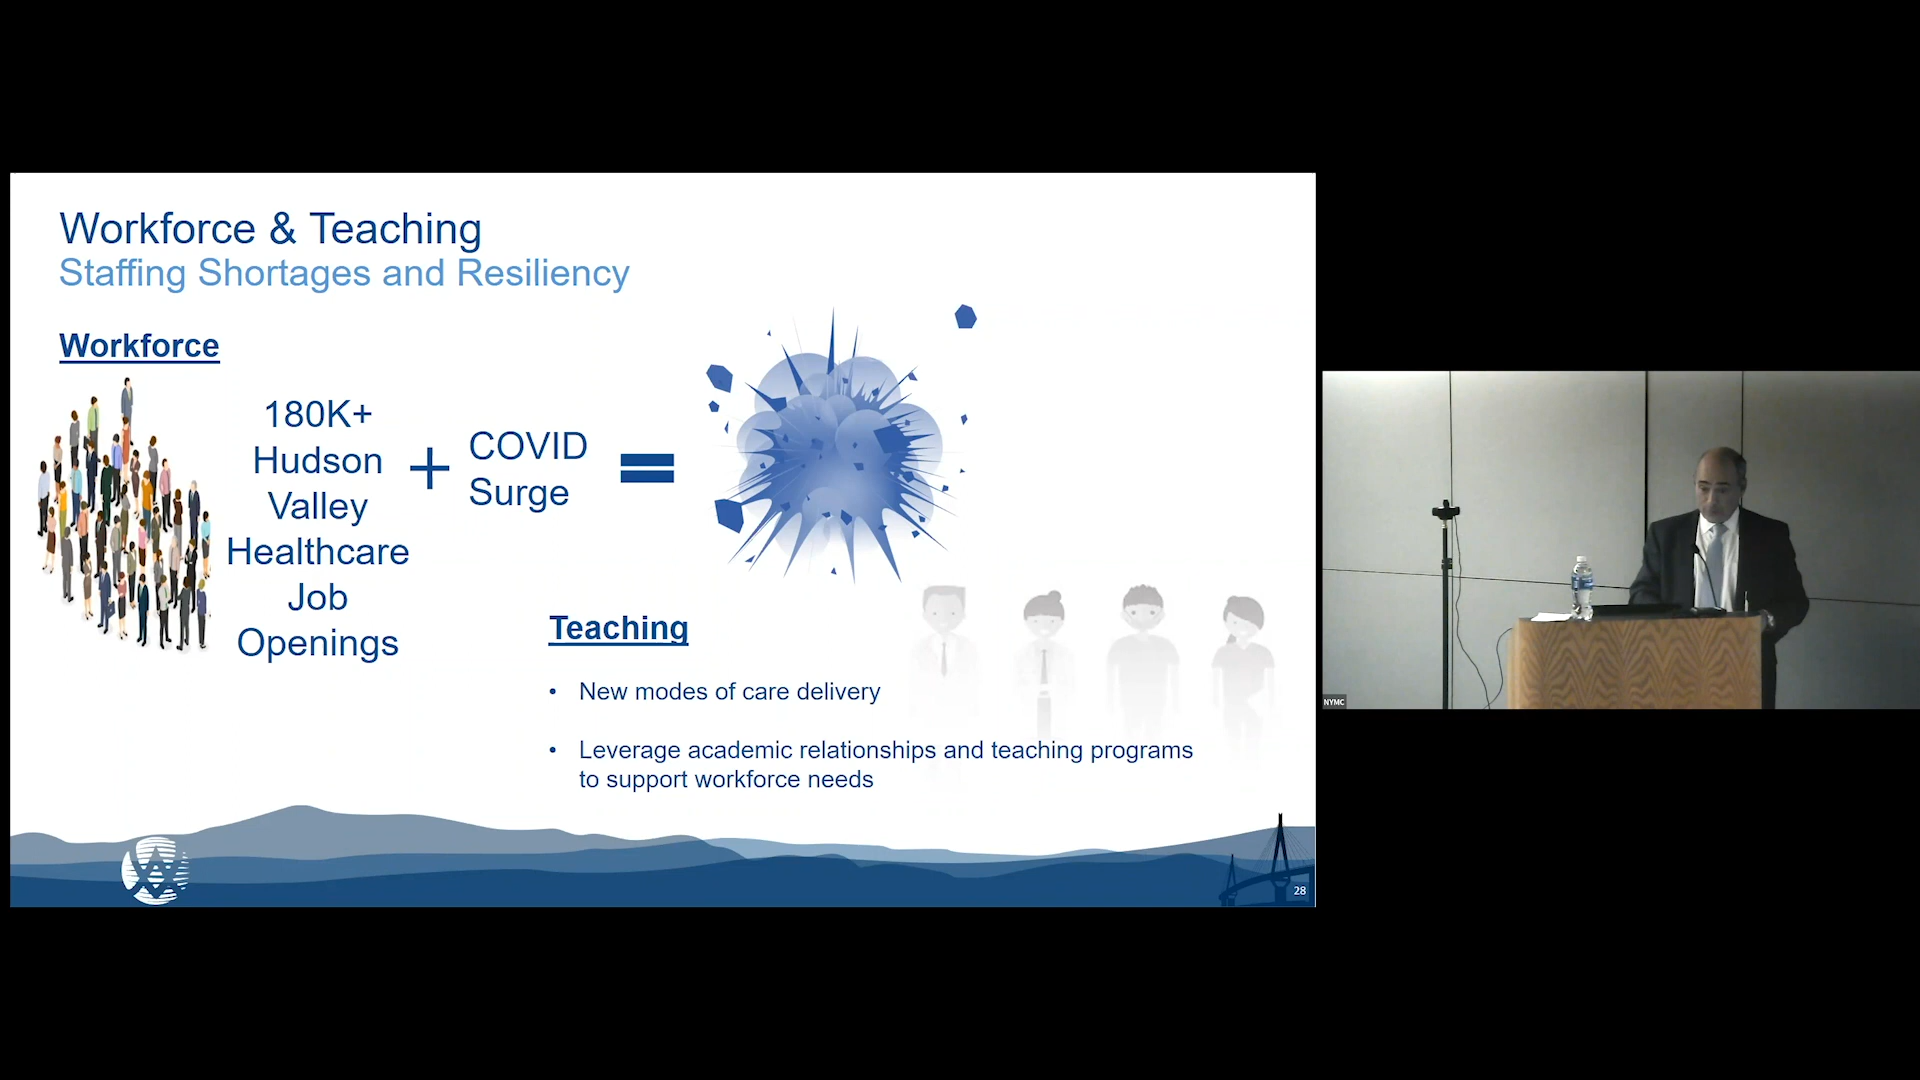 Workforce & Teaching
Staffing Shortages and Resiliency
Workforce
180K+
Hudson
Valley
Healthcare
Job
Openings
+
COVID
Surge
=
Teaching
• New modes of care delivery
• Leverage academic relationships and teaching programs
to support workforce needs
28
NYMC